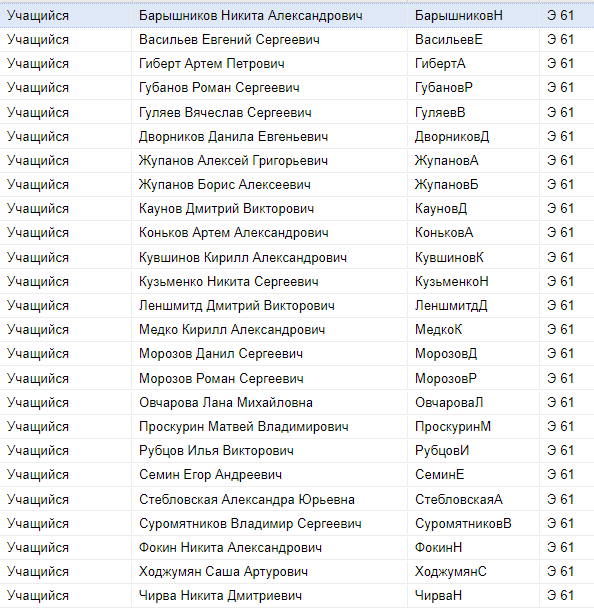 Учащийся Барышников Никита Александрович БарышниковН Э 61
Учащийся Васильев Евгений Сергеевич ВасильевЕ Э 61
Учащийся Гиберт Артем Петрович ГибертА Э 61
Учащийся Губанов Роман Сергеевич ГубановР Э 61
Учащийся Гуляев Вячеслав Сергеевич ГуляевВ Э 61
Учащийся Дворников Данила Евгеньевич ДворниковД Э 61
Учащийся Жупанов Алексей Григорьевич ЖупановА Э 61
Учащийся Жупанов Борис Алексеевич ЖупановБ Э 61
Учащийся Каунов Дмитрий Викторович КауновД Э 61
Учащийся Коньков Артем Александрович КоньковА Э 61
Учащийся Кувшинов Кирилл Александрович КувшиновК Э 61
Учащийся Кузьменко Никита Сергеевич КузьменкоН Э 61
Учащийся Леншмитд Дмитрий Викторович ЛеншмитдД Э 61
Учащийся Медко Кирилл Александрович МедкоК Э 61
Учащийся Морозов Данил Сергеевич МорозовД Э 61
Учащийся Морозов Роман Сергеевич МорозовР Э 61
Учащийся Овчарова Лана Михайловна ОвчароваЛ Э 61
Учащийся Проскурин Матвей Владимирович ПроскуринМ Э 61
Учащийся Рубцов Илья Викторович РубцовИ Э 61
Учащийся Семин Егор Андреевич СеминЕ Э 61
Учащийся Стебловская Александра Юрьевна СтебловскаяА Э 61
Учащийся Суромятников Владимир Сергеевич СуромятниковВ Э 61
Учащийся Фокин Никита Александрович ФокинН Э 61
Учащийся Ходжумян Саша Артурович ХоджумянС Э 61
Учащийся Чирва Никита Дмитриевич ЧирваН Э 61